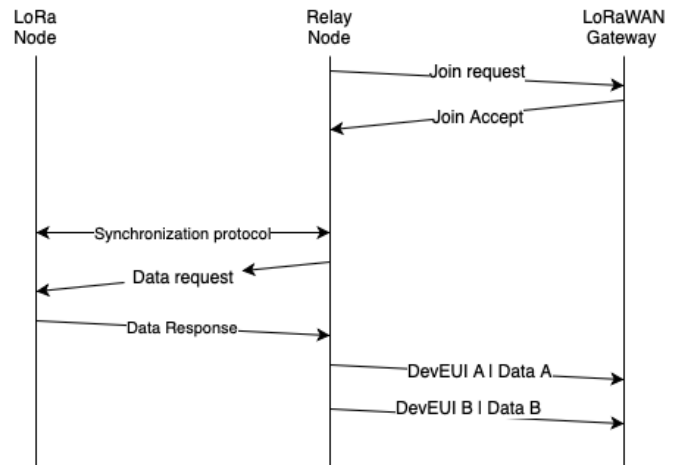 LoRa
Node
Relay
Node
LoRaWAN
Gateway
Join request
Join Accept
Synchronization protocol
Data request
Data Response
DevEUI A | Data A
DevEUI B | Data B